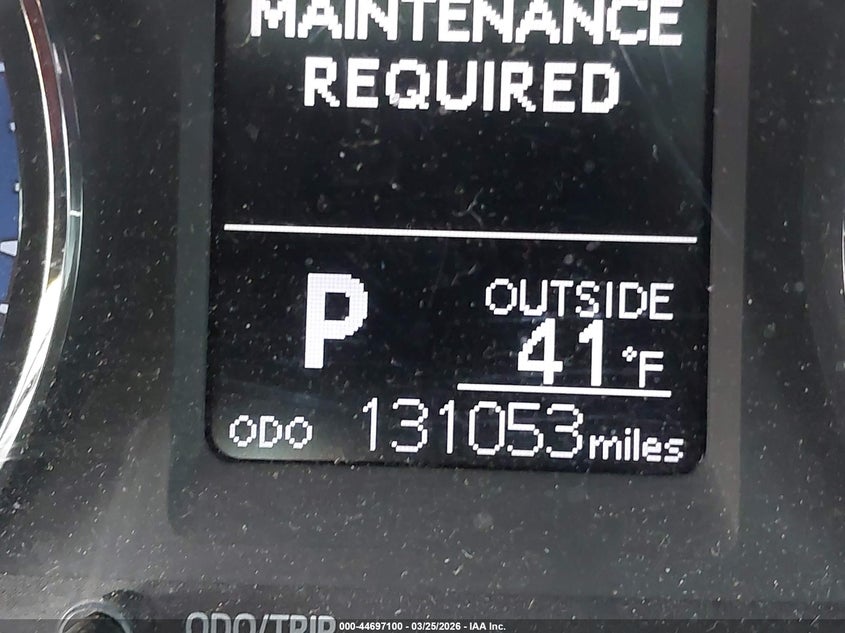 MAINTENANCE
REQUIRED
P
OUTSIDE
41°F
ODO 131053 miles
ODO/TRIP
000-44697100 - 03/25/2026 - IAA Inc.